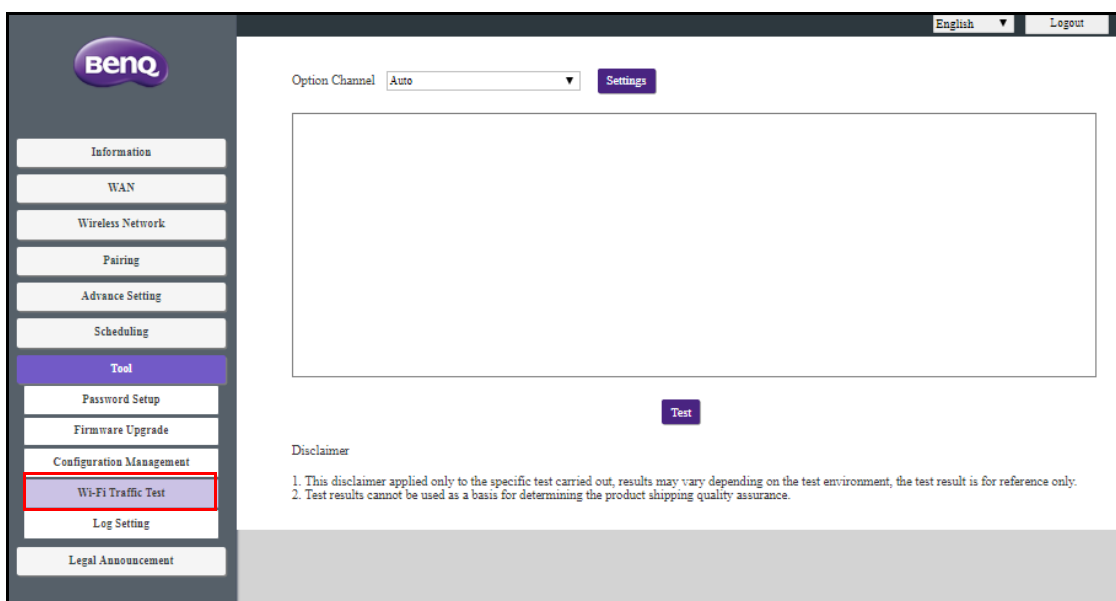 English
Logout
BenQ
Option Channel Auto Settings
Information
WAN
Wireless Network
Pairing
Advance Setting
Scheduling
Tool
Password Setup
Firmware Upgrade
Configuration Management
Wi-Fi Traffic Test
Log Setting
Legal Announcement
Test
Disclaimer
1. This disclaimer applied only to the specific test carried out, results may vary depending on the test environment, the test result is for reference only.
2. Test results cannot be used as a basis for determining the product shipping quality assurance.